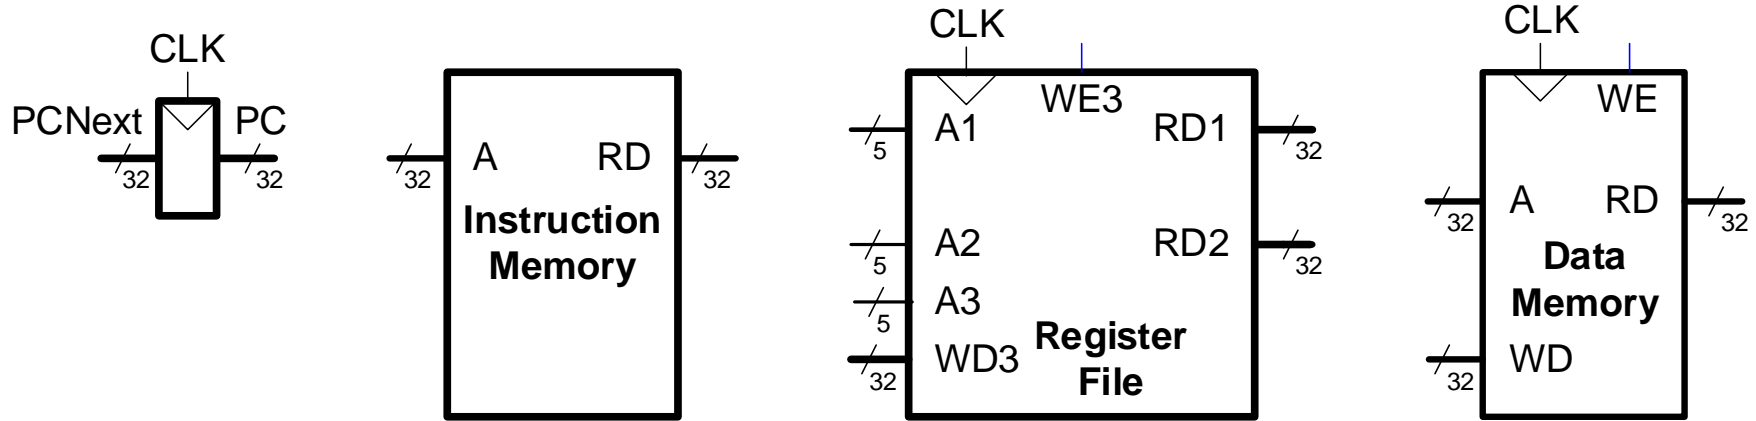 CLK
PCNext
PC
32
32
A
RD
32
32
Instruction
Memory
CLK
WE3
A1
RD1
5
32
A2
RD2
5
32
A3
5
WD3
32
Register
File
CLK
WE
A
RD
32
32
Data
Memory
WD
32